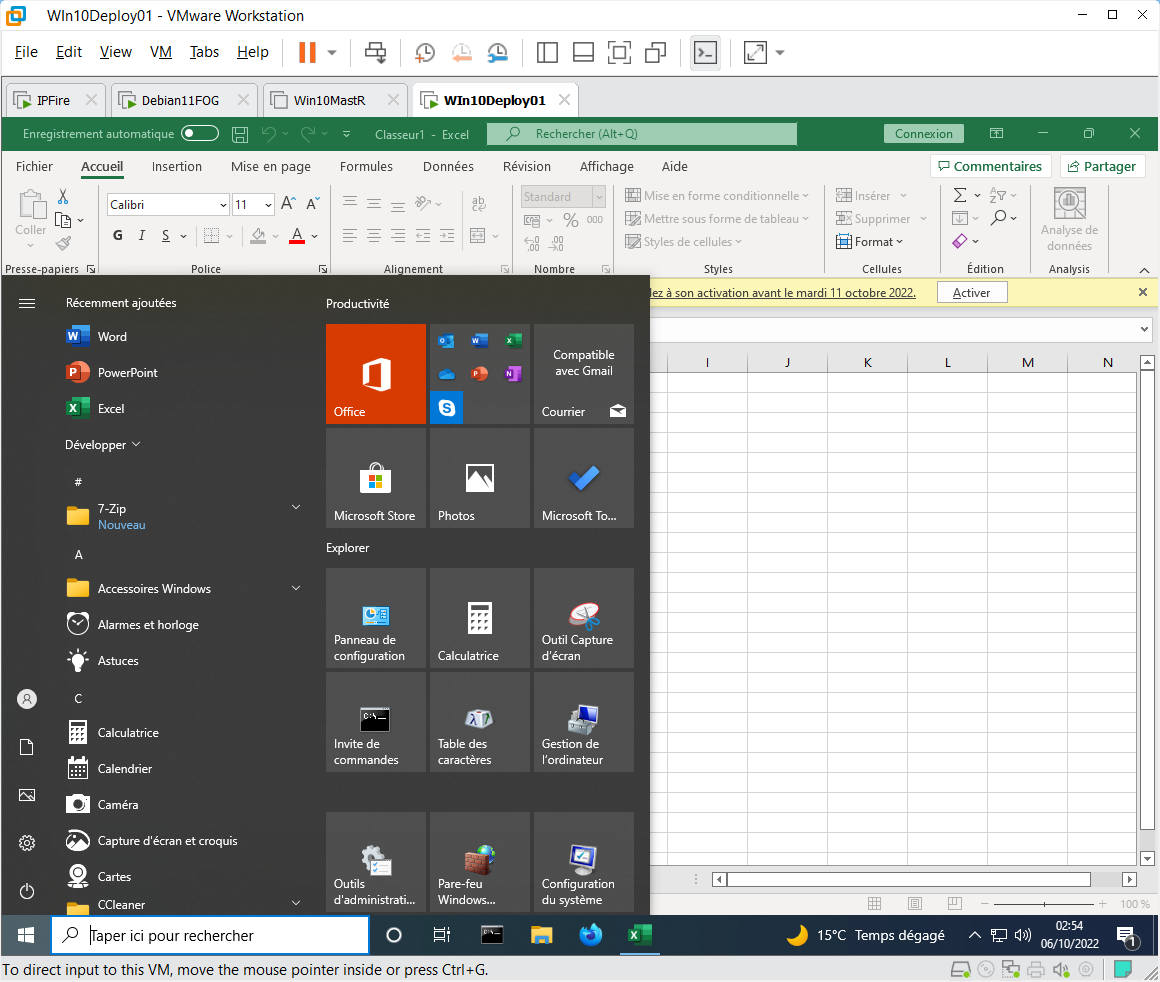 WIn10Deploy01 - VMware Workstation
File Edit View VM Tabs Help
IPFire Debian11FOG Win10MastR WIn10Deploy01
Enregistrement automatique Classeur1 - Excel Rechercher (Alt+Q) Connexion
Fichier Accueil Insertion Mise en page Formules Données Révision Affichage Aide Commentaires Partager
Coller
Calibri 11
G I S
Standard
% 000
Mise en forme conditionnelle
Mettre sous forme de tableau
Styles de cellules
Insérer
Supprimer
Format
Analyse de
données
Presse-papiers Police Alignement Nombre Styles Cellules Édition Analysis
lez à son activation avant le mardi 11 octobre 2022. Activer
I J K L M N
Récemment ajoutées
Word
PowerPoint
Excel
Développer
#
7-Zip
Nouveau
A
Accessoires Windows
Alarmes et horloge
Astuces
C
Calculatrice
Calendrier
Caméra
Capture d'écran et croquis
Cartes
CCleaner
Productivité
Office
Compatible
avec Gmail
Courrier
Microsoft Store
Photos
Microsoft To...
Explorer
Panneau de
configuration
Calculatrice
Outil Capture
d'écran
Invite de
commandes
Table des
caractères
Gestion de
l'ordinateur
Outils
d'administrati...
Pare-feu
Windows...
Configuration
du système
100 %
Taper ici pour rechercher
15°C Temps dégagé
02:54
06/10/2022
1
To direct input to this VM, move the mouse pointer inside or press Ctrl+G.